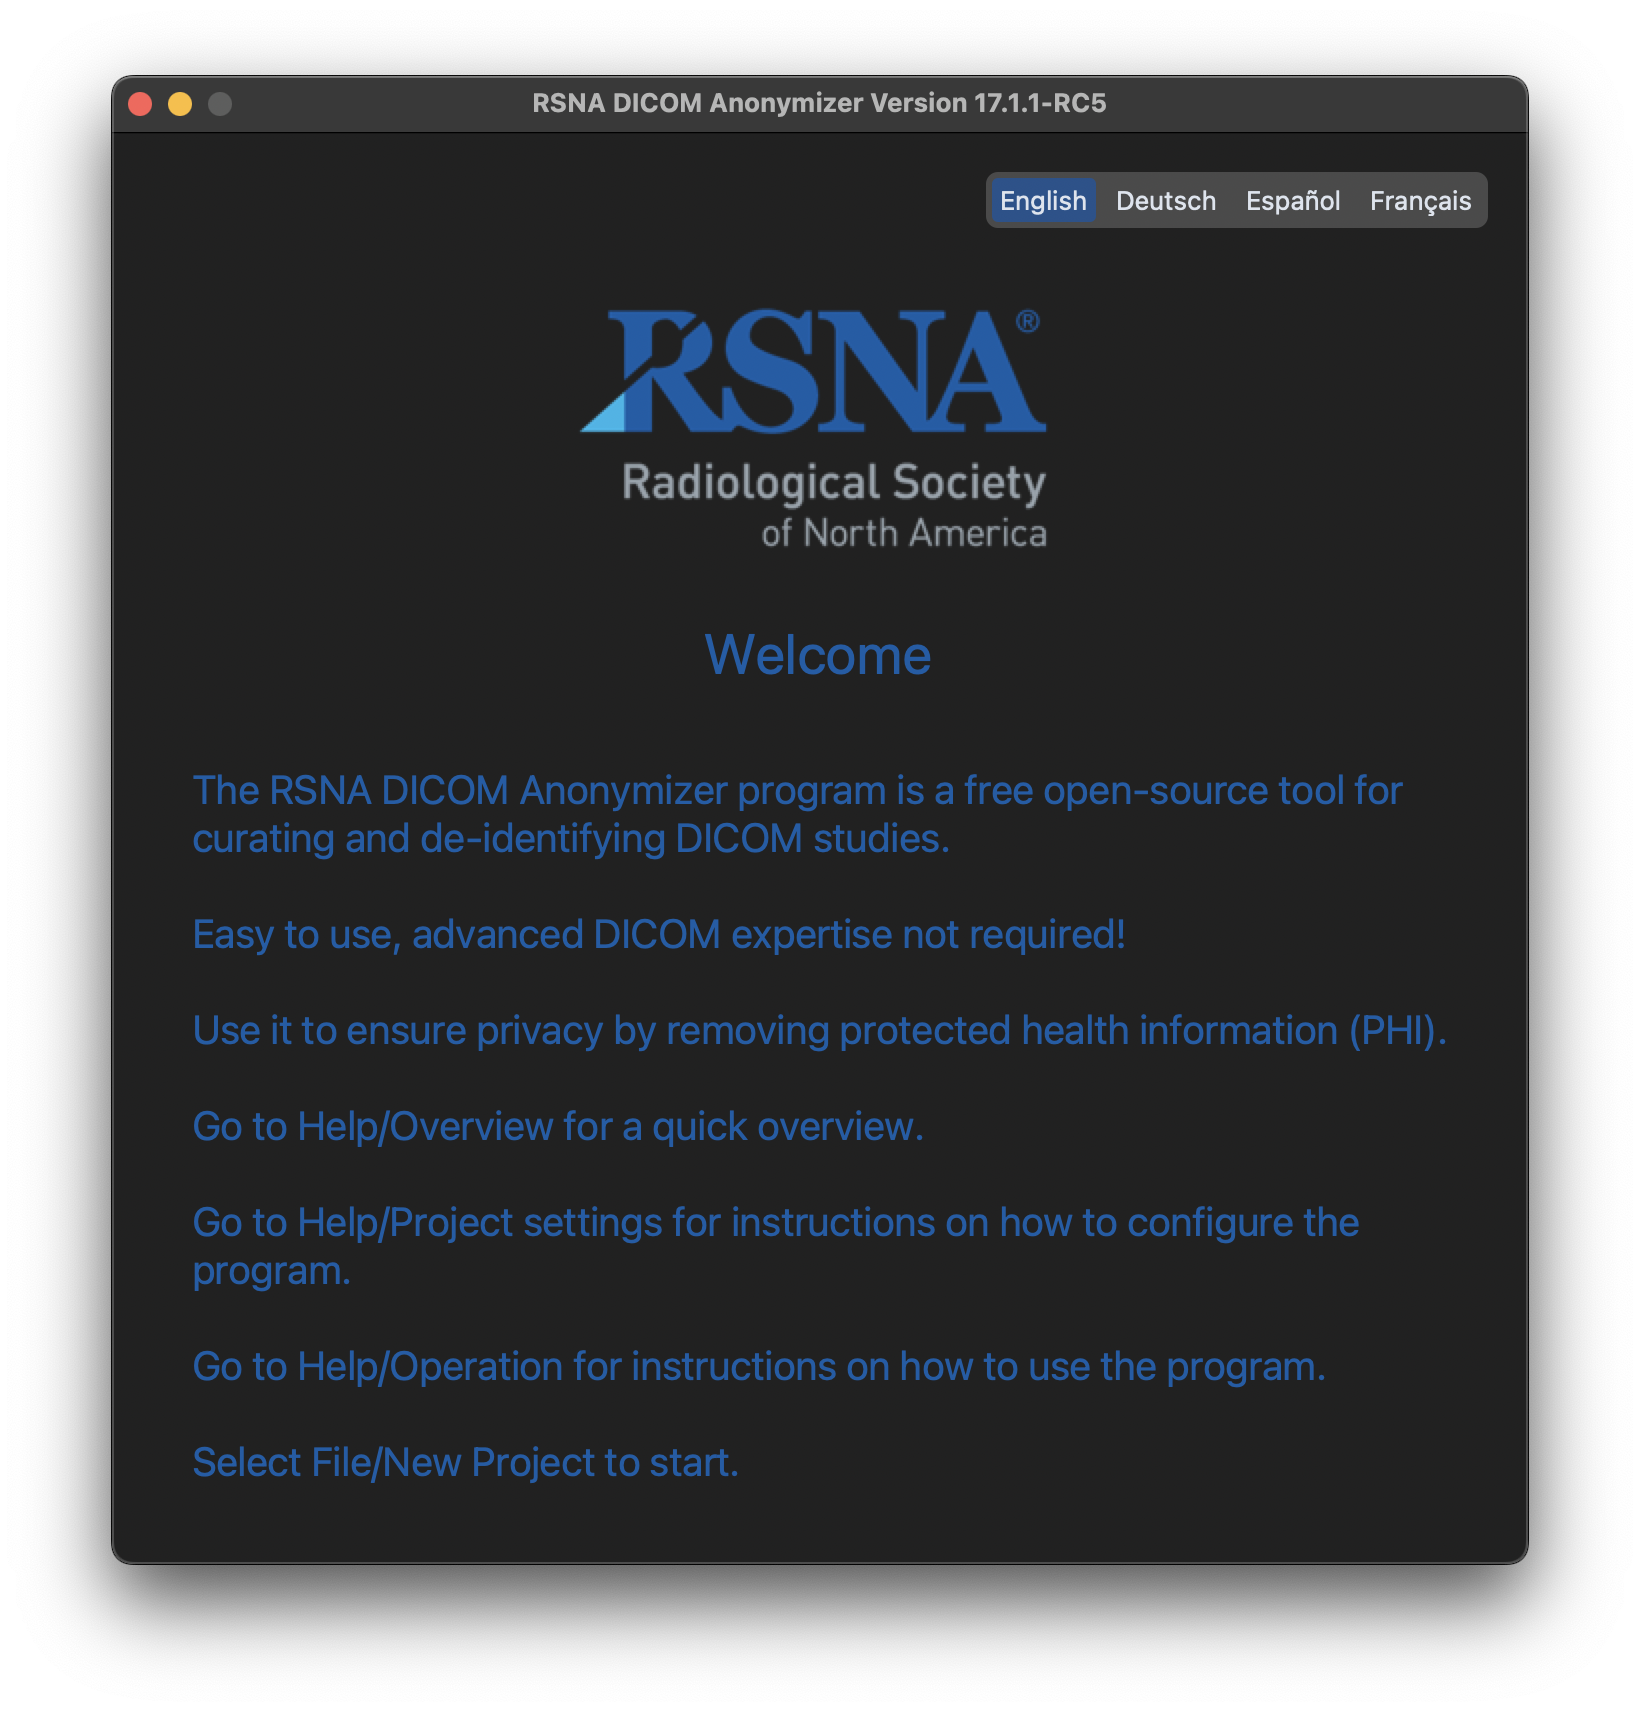 RSNA DICOM Anonymizer Version 17.1.1-RC5
English Deutsch Español Français
RSNA®
Radiological Society
of North America
Welcome
The RSNA DICOM Anonymizer program is a free open-source tool for
curating and de-identifying DICOM studies.
Easy to use, advanced DICOM expertise not required!
Use it to ensure privacy by removing protected health information (PHI).
Go to Help/Overview for a quick overview.
Go to Help/Project settings for instructions on how to configure the
program.
Go to Help/Operation for instructions on how to use the program.
Select File/New Project to start.